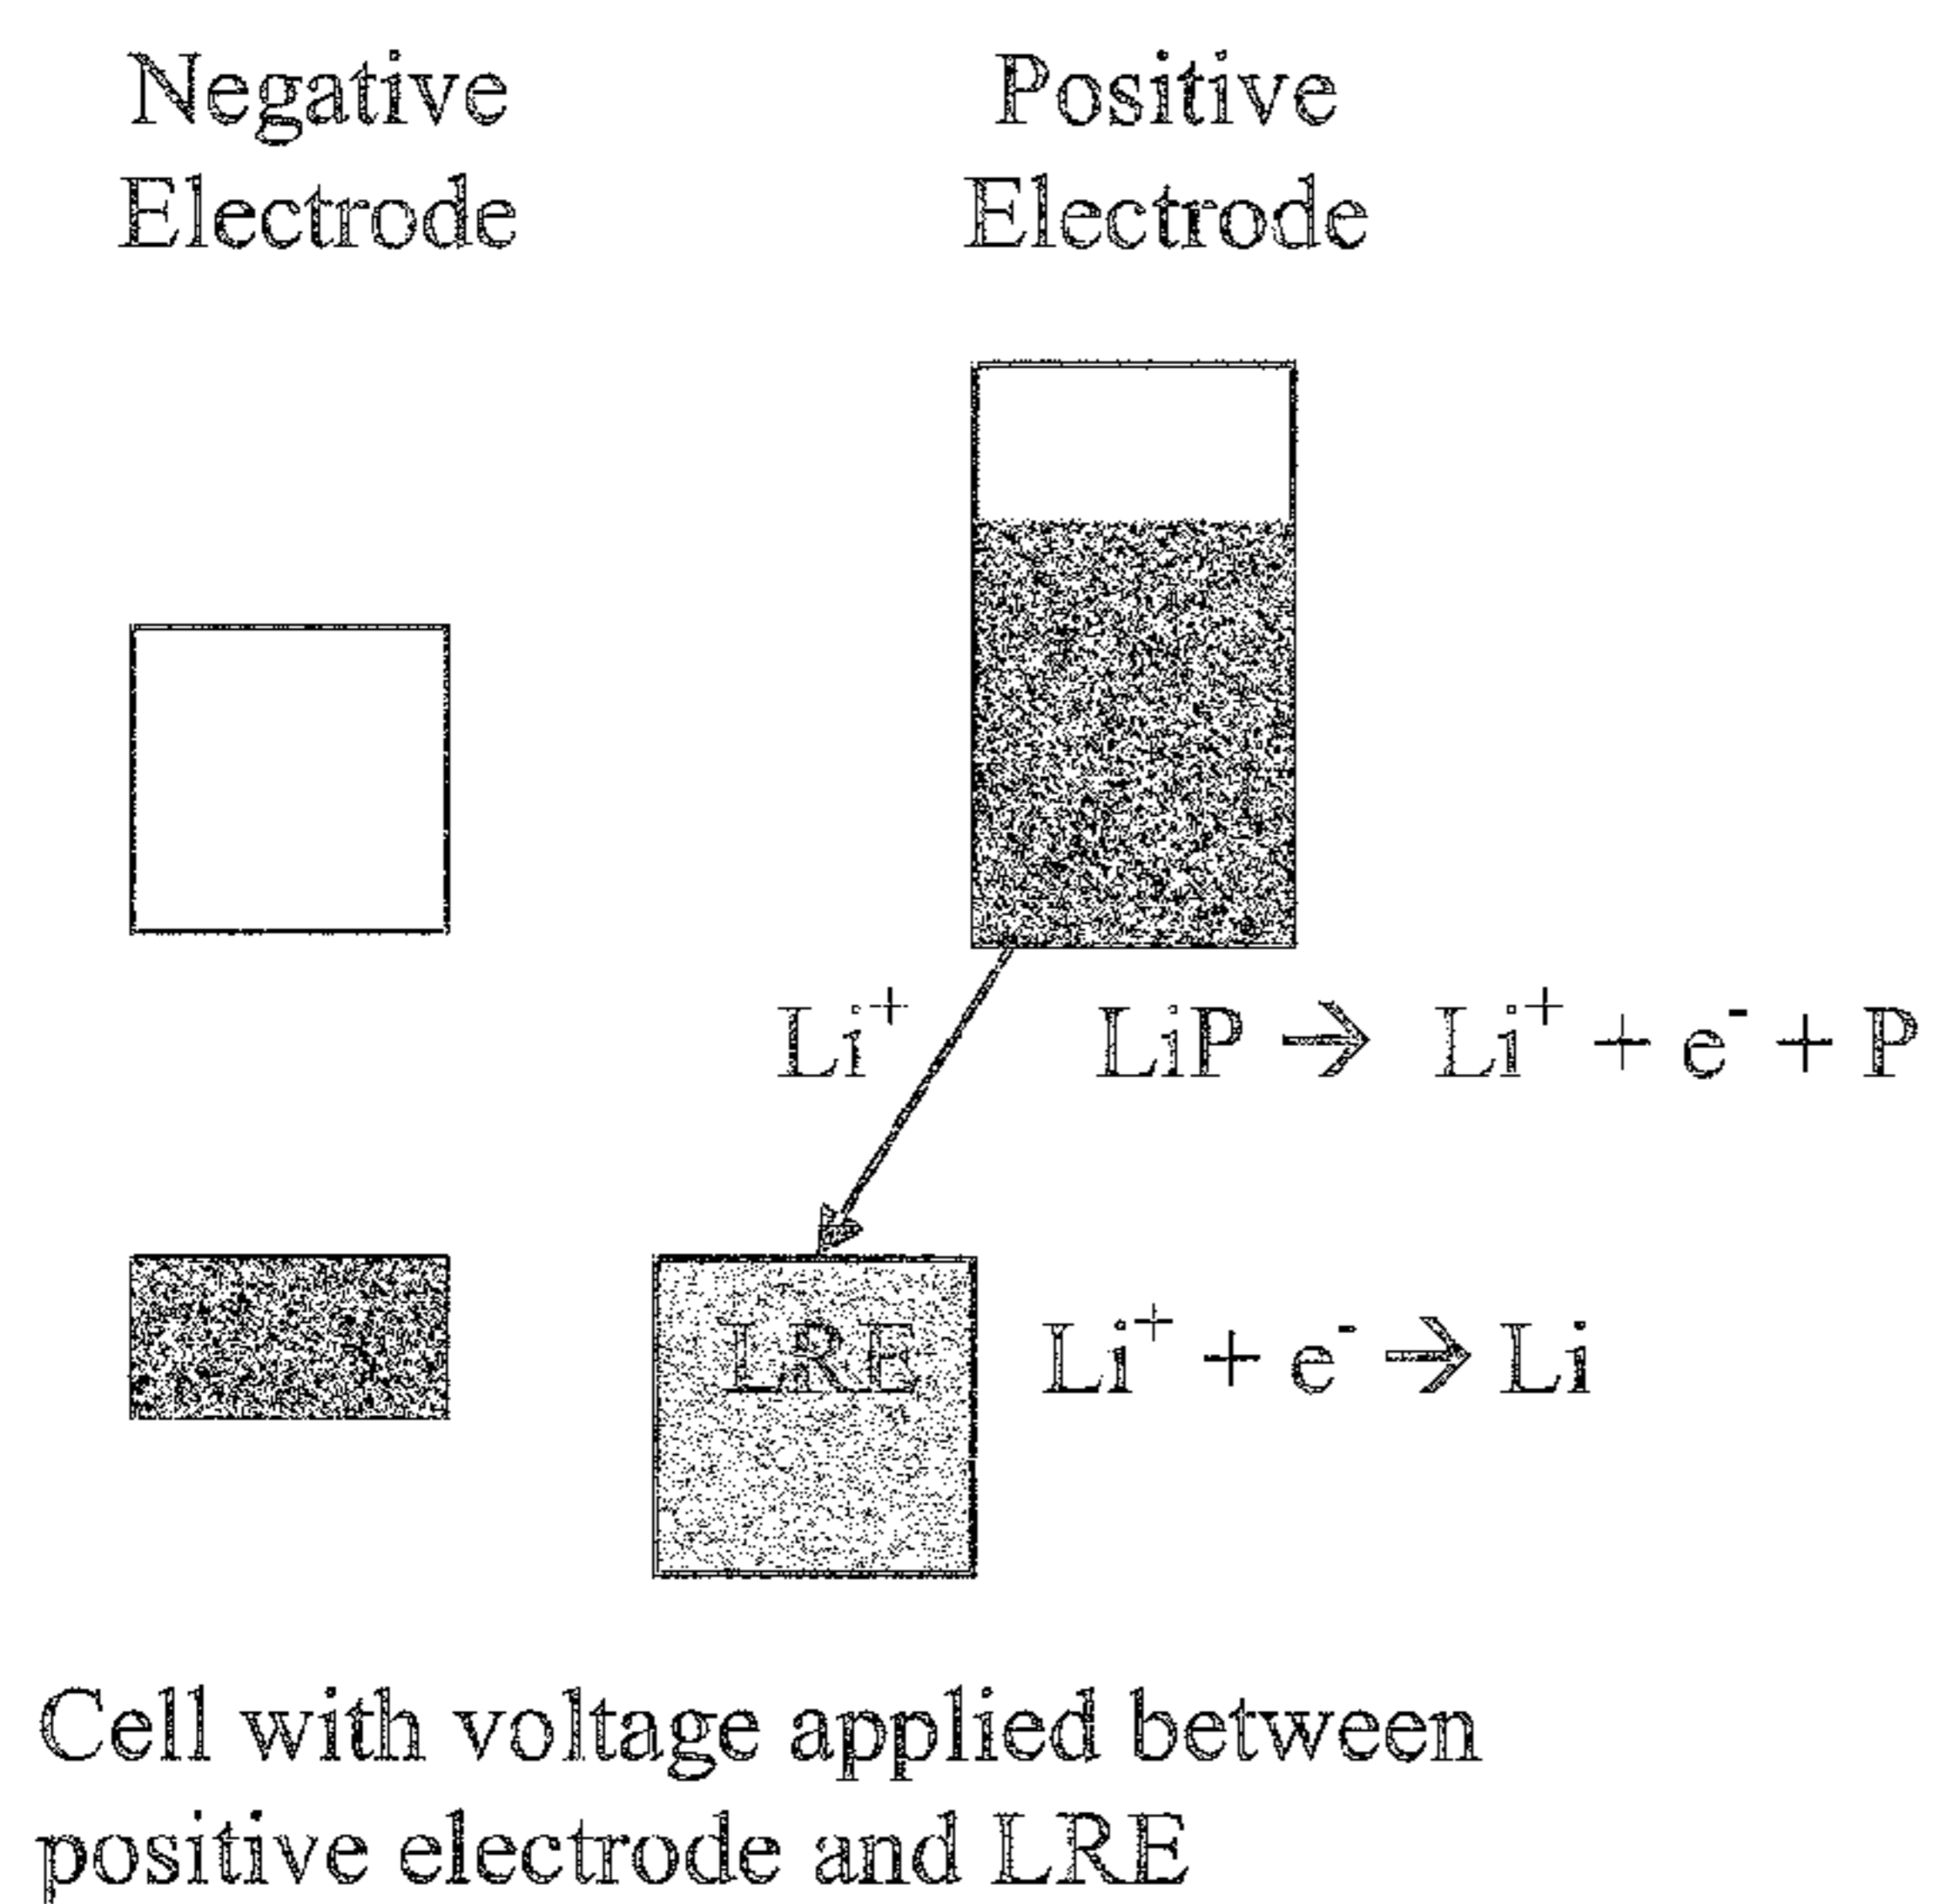 Negative Positive
Electrode Electrode
Li⁺ LiP → Li⁺ + e⁻ + P
LRE Li⁺ + e⁻ → Li
Cell with voltage applied between
positive electrode and LRE